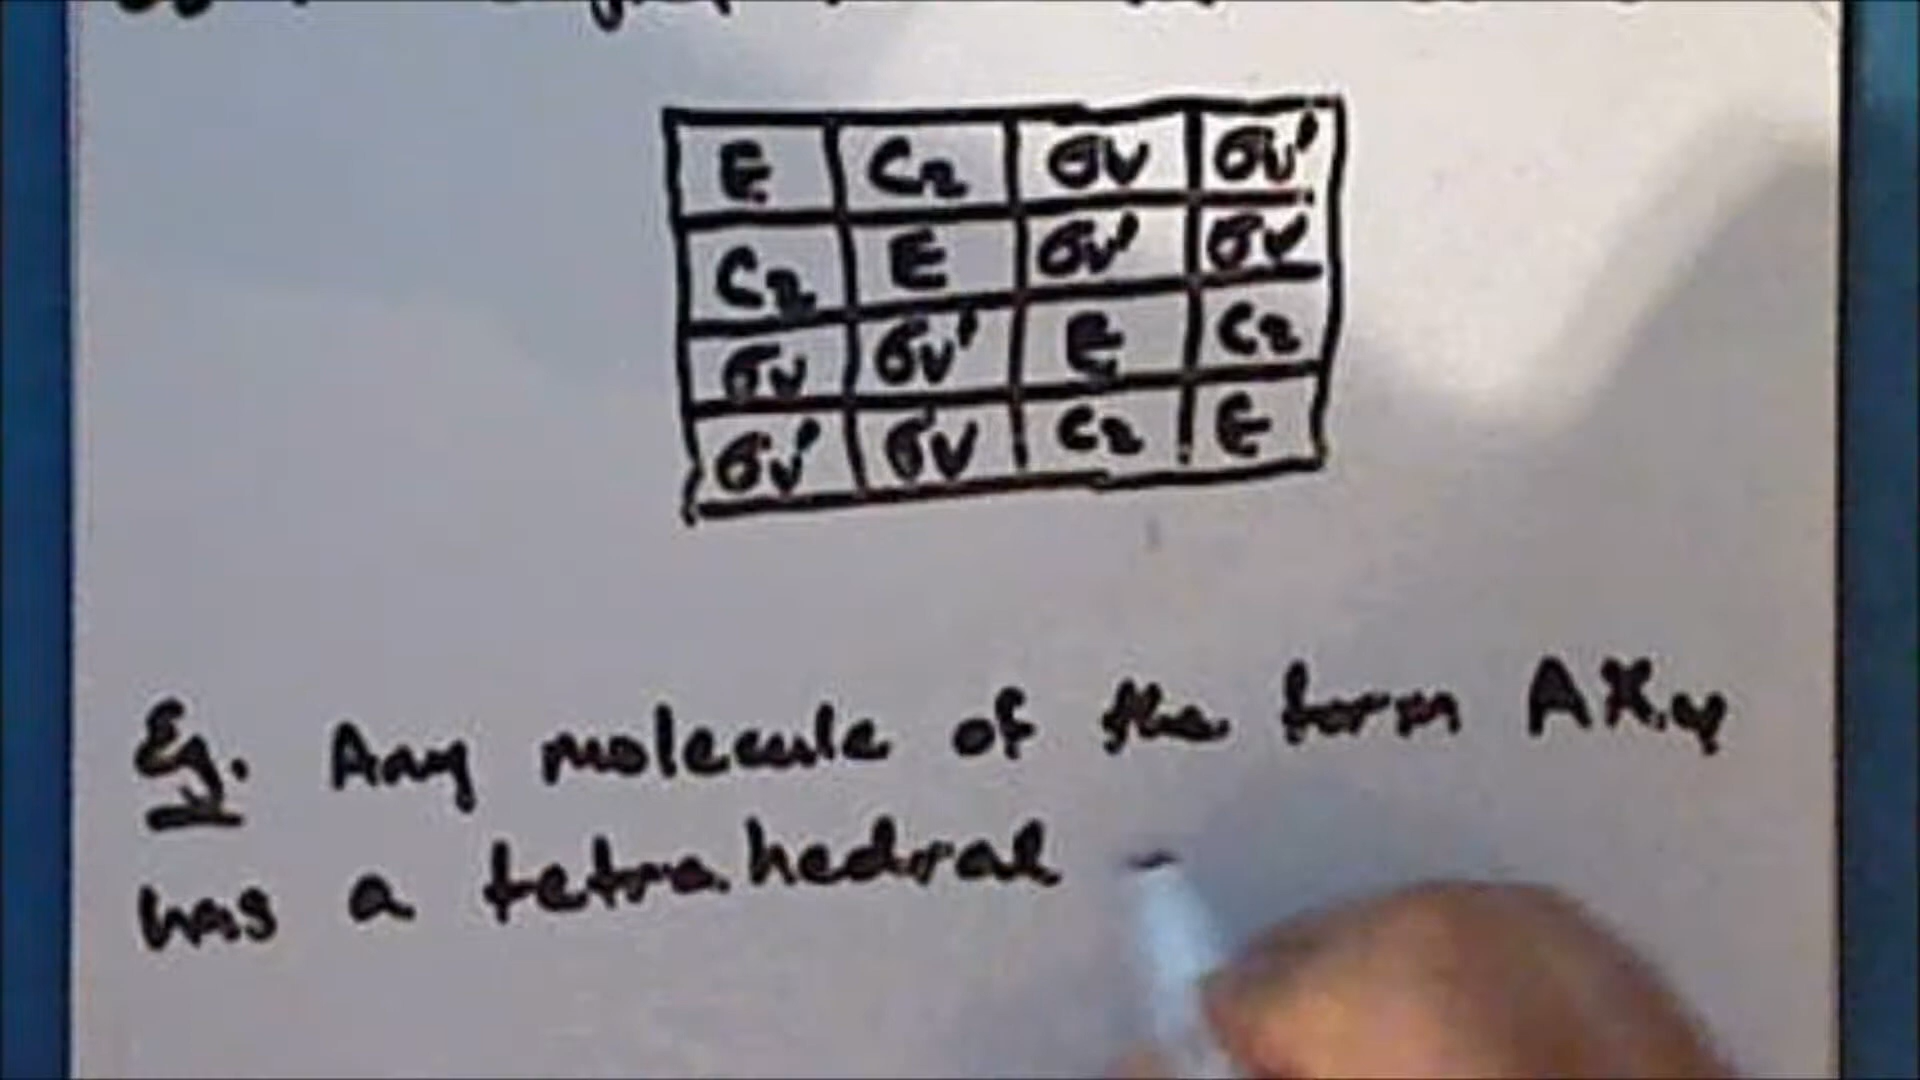 E C₂ σv σv'
C₂ E σv' σv
σv σv' E C₂
σv' σv C₂ E
Eg. Any molecule of the form AX₄
has a tetrahedral